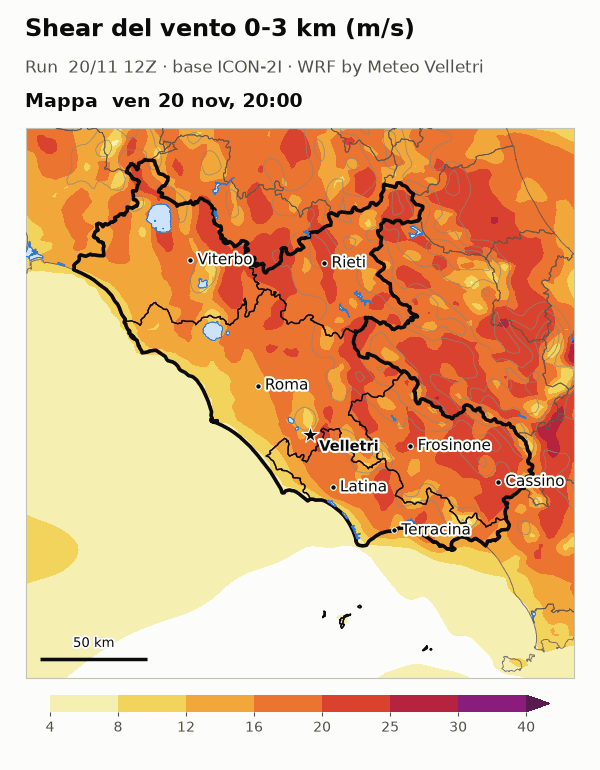 Shear del vento 0-3 km (m/s)
Run  20/11 12Z · base ICON-2I · WRF by Meteo Velletri
Mappa  ven 20 nov, 20:00
Viterbo
Rieti
Roma
Velletri
Frosinone
Latina
Cassino
Terracina
50 km
4 8 12 16 20 25 30 40